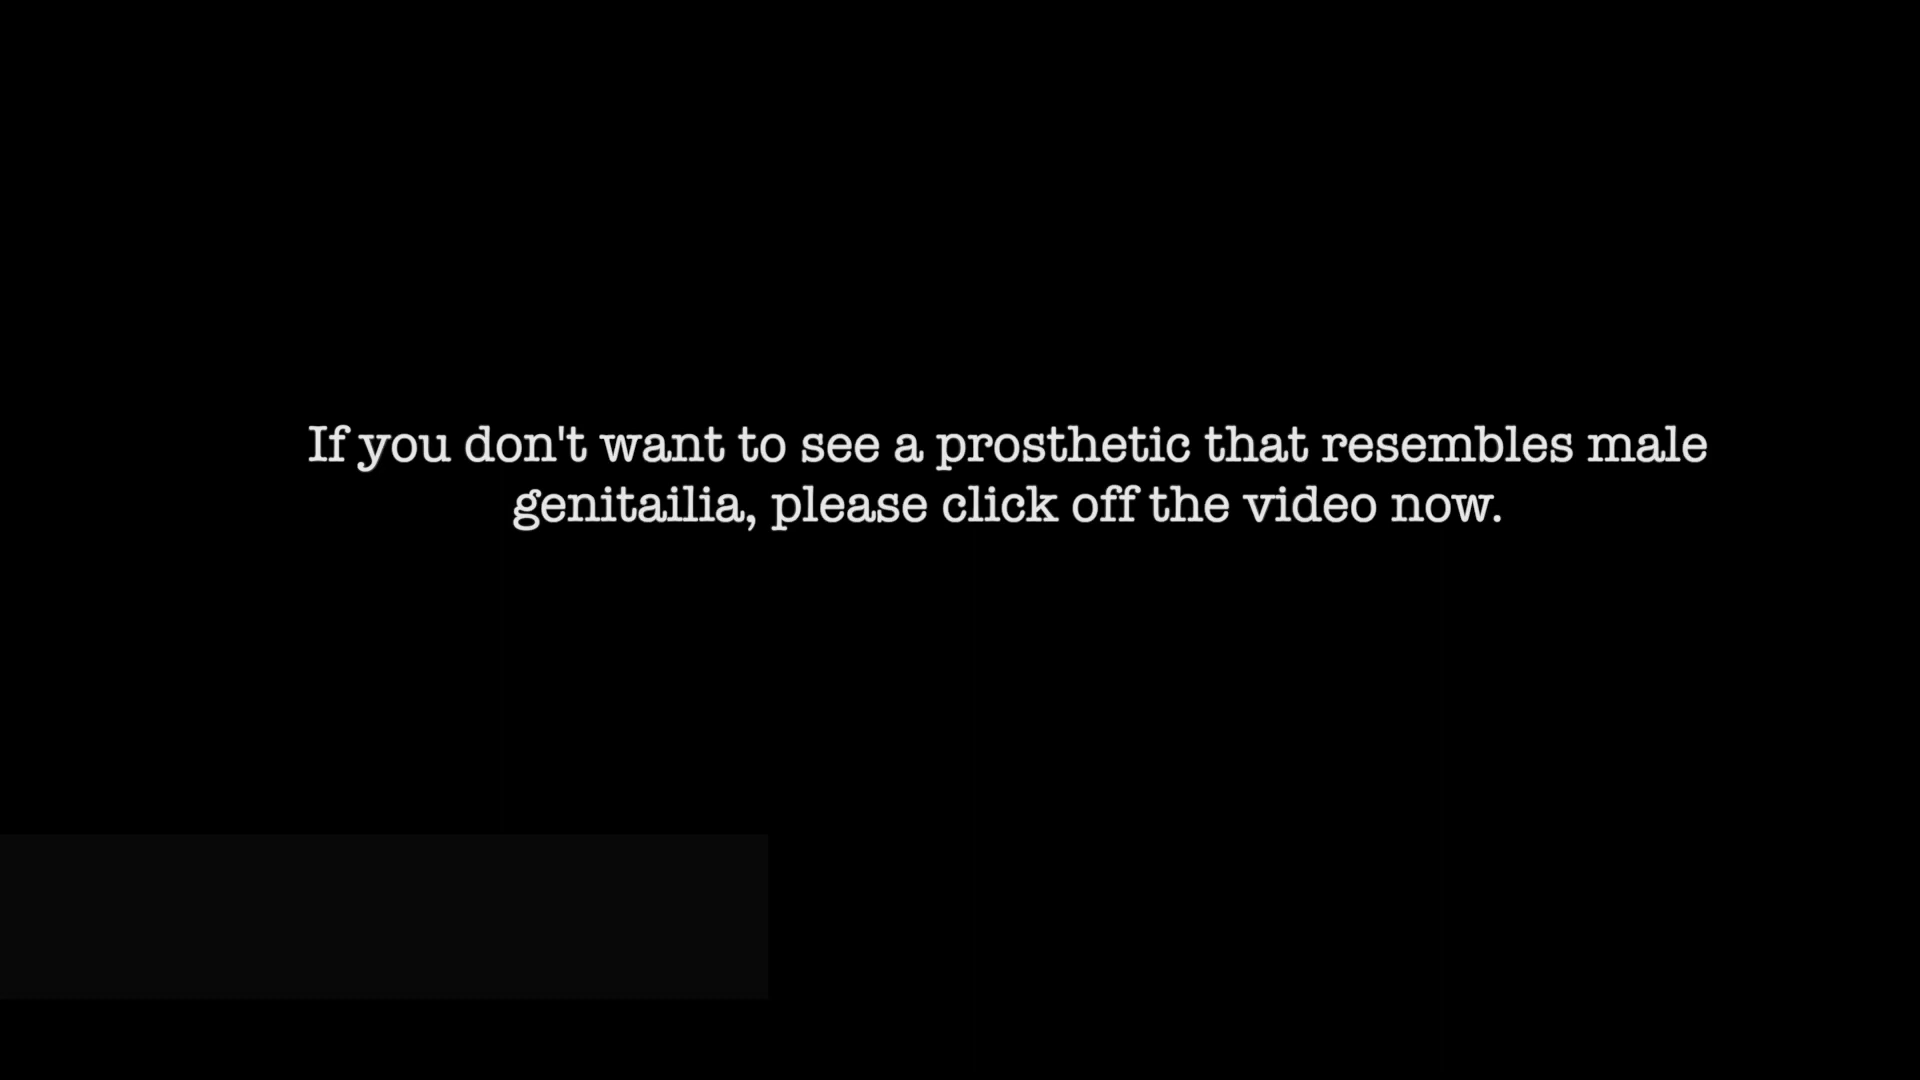 If you don't want to see a prosthetic that resembles male
genitailia, please click off the video now.